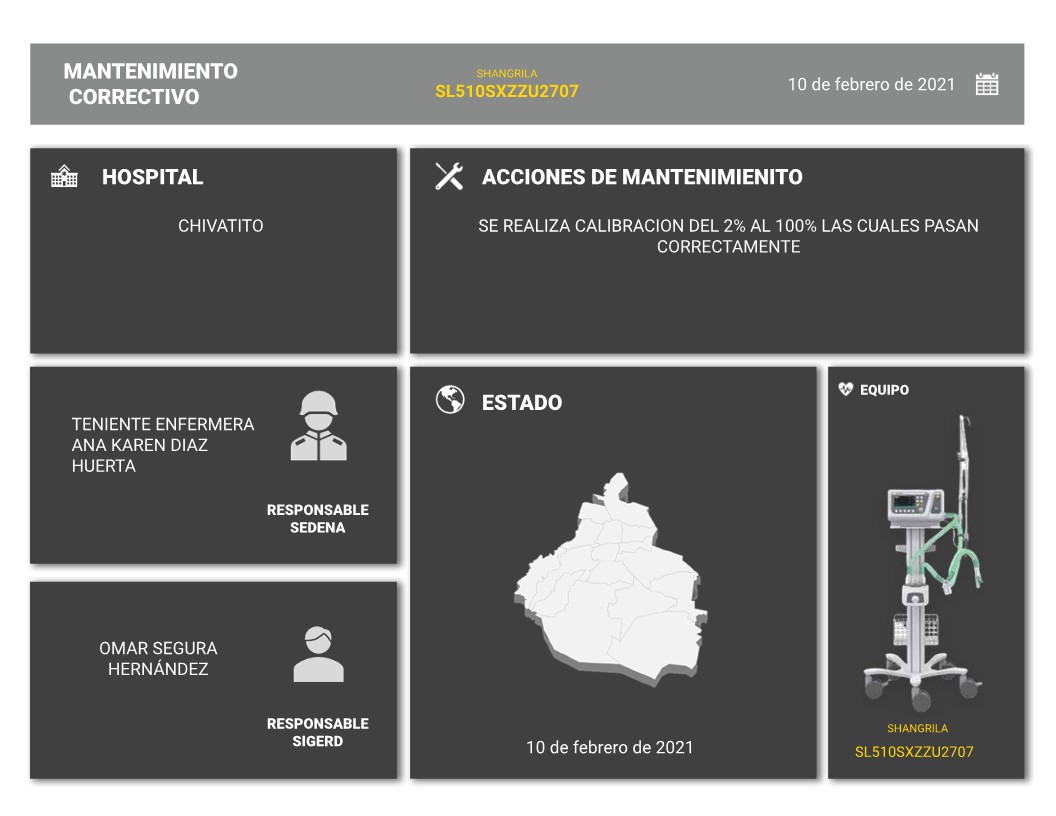 MANTENIMIENTO
CORRECTIVO
SHANGRILA
SL510SXZZU2707
10 de febrero de 2021
HOSPITAL
CHIVATITO
ACCIONES DE MANTENIMIENITO
SE REALIZA CALIBRACION DEL 2% AL 100% LAS CUALES PASAN
CORRECTAMENTE
TENIENTE ENFERMERA
ANA KAREN DIAZ
HUERTA
RESPONSABLE
SEDENA
OMAR SEGURA
HERNÁNDEZ
RESPONSABLE
SIGERD
ESTADO
10 de febrero de 2021
EQUIPO
SHANGRILA
SL510SXZZU2707